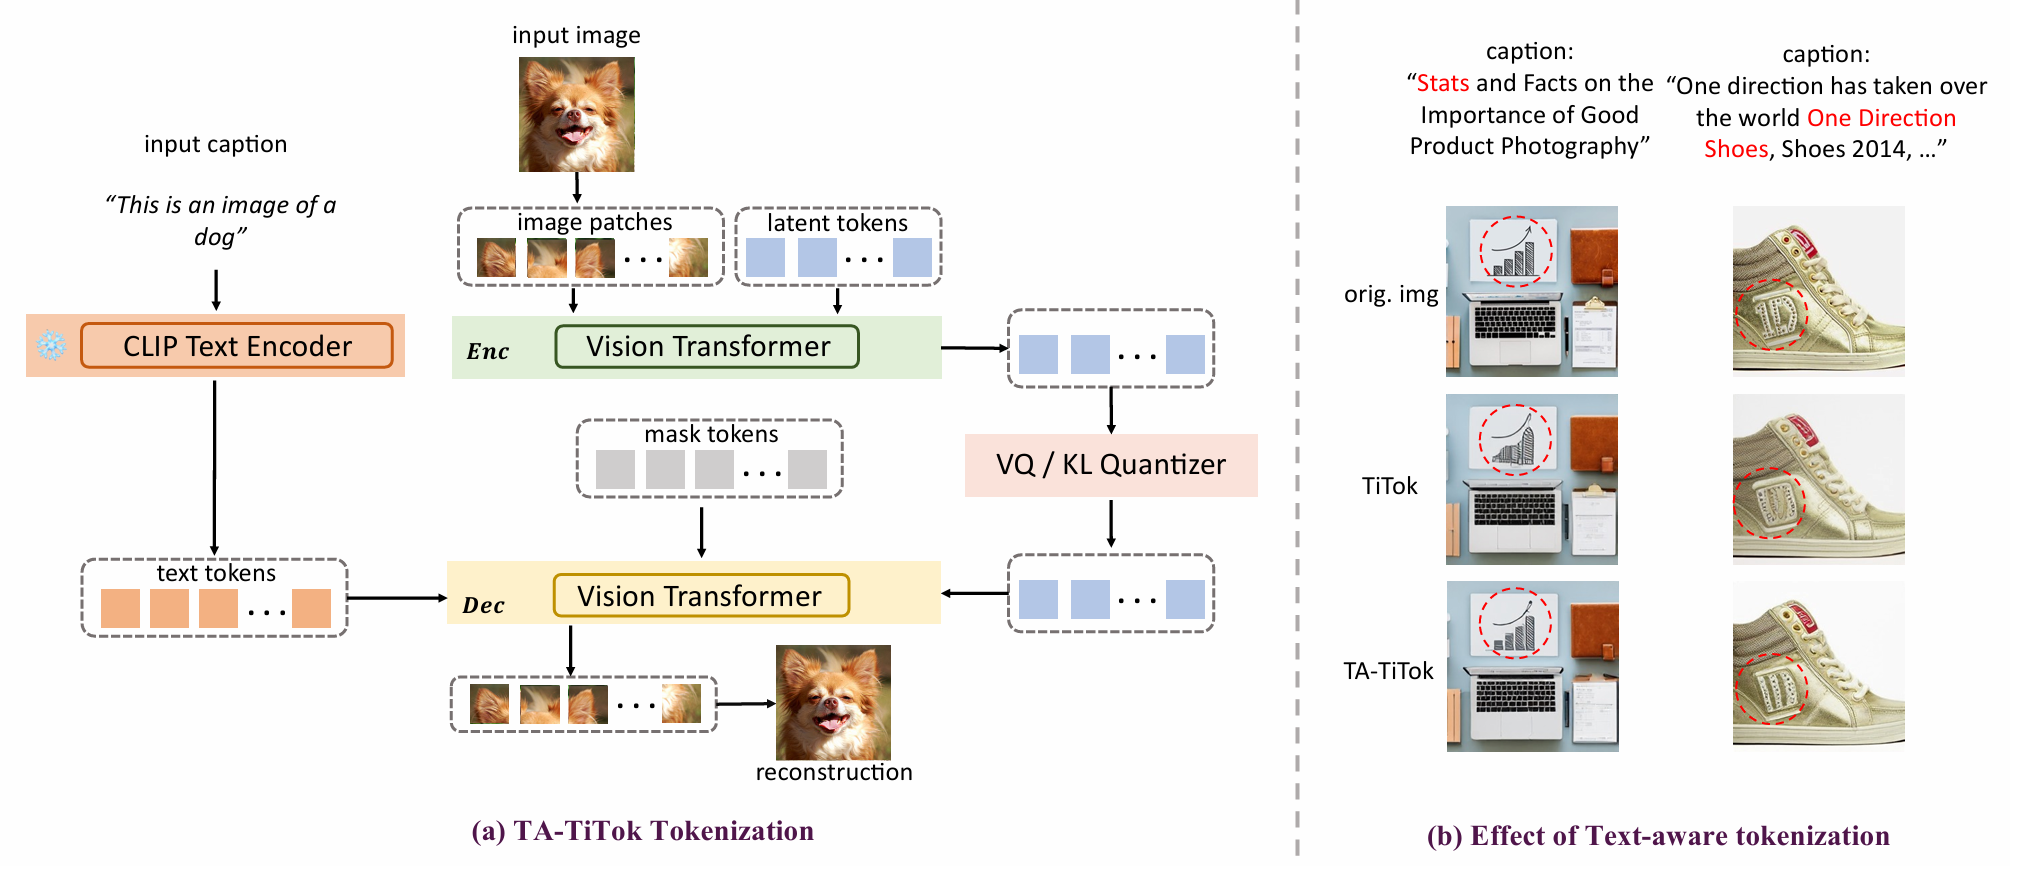 input image
input caption
“This is an image of a
dog”
image patches
latent tokens
CLIP Text Encoder
Enc
Vision Transformer
mask tokens
VQ / KL Quantizer
text tokens
Dec
Vision Transformer
reconstruction
(a) TA-TiTok Tokenization
caption:
“Stats and Facts on the
Importance of Good
Product Photography”
caption:
“One direction has taken over
the world One Direction
Shoes, Shoes 2014, ...”
orig. img
1D
TiTok
TA-TiTok
(b) Effect of Text-aware tokenization